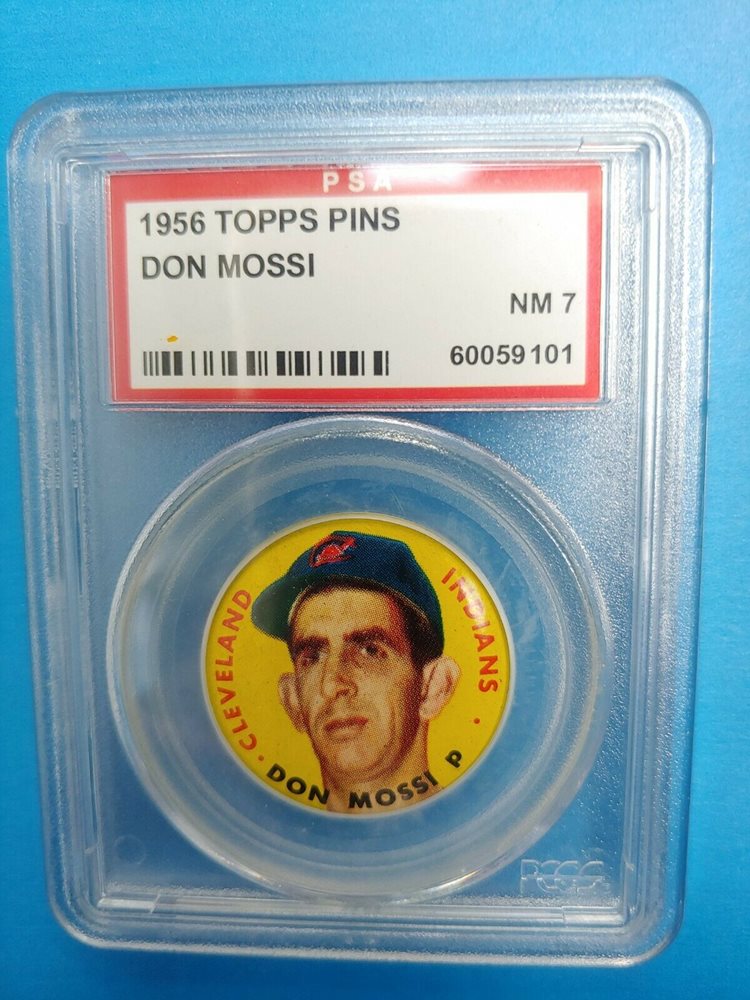 PSA
1956 TOPPS PINS
DON MOSSI
NM 7
60059101
· CLEVELAND
INDIANS ·
DON MOSSI P